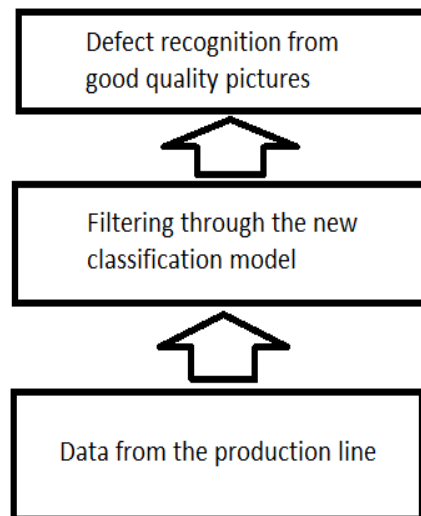 Defect recognition from
good quality pictures
Filtering through the new
classification model
Data from the production line